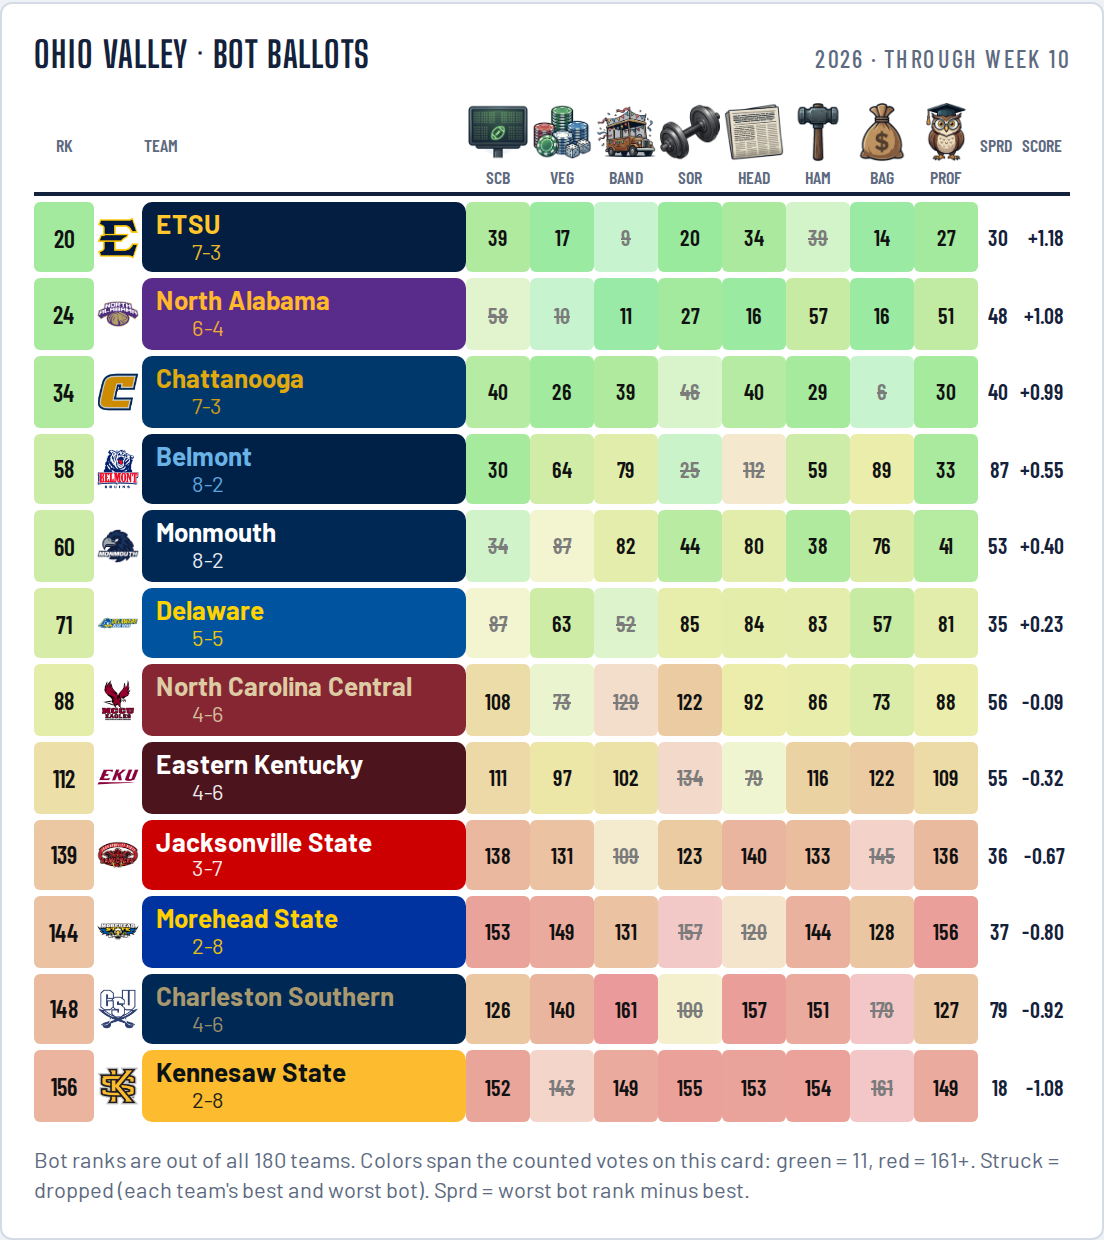 OHIO VALLEY · BOT BALLOTS
2026 · THROUGH WEEK 10
RK TEAM SCB VEG BAND SOR HEAD HAM BAG PROF SPRD SCORE
20 ETSU 7-3 39 17 9 20 34 39 14 27 30 +1.18
24 NORTH ALABAMA North Alabama 6-4 58 10 11 27 16 57 16 51 48 +1.08
34 C Chattanooga 7-3 40 26 39 46 40 29 6 30 40 +0.99
58 BELMONT BRUINS Belmont 8-2 30 64 79 25 112 59 89 33 87 +0.55
60 MONMOUTH Monmouth 8-2 34 87 82 44 80 38 76 41 53 +0.40
71 Delaware 5-5 87 63 52 85 84 83 57 81 35 +0.23
88 NCCU EAGLES North Carolina Central 4-6 108 73 129 122 92 86 73 88 56 -0.09
112 EKU Eastern Kentucky 4-6 111 97 102 134 79 116 122 109 55 -0.32
139 Jacksonville State 3-7 138 131 109 123 140 133 145 136 36 -0.67
144 Morehead State 2-8 153 149 131 157 120 144 128 156 37 -0.80
148 CSU Charleston Southern 4-6 126 140 161 100 157 151 179 127 79 -0.92
156 KS Kennesaw State 2-8 152 143 149 155 153 154 161 149 18 -1.08
Bot ranks are out of all 180 teams. Colors span the counted votes on this card: green = 11, red = 161+. Struck =
dropped (each team's best and worst bot). Sprd = worst bot rank minus best.